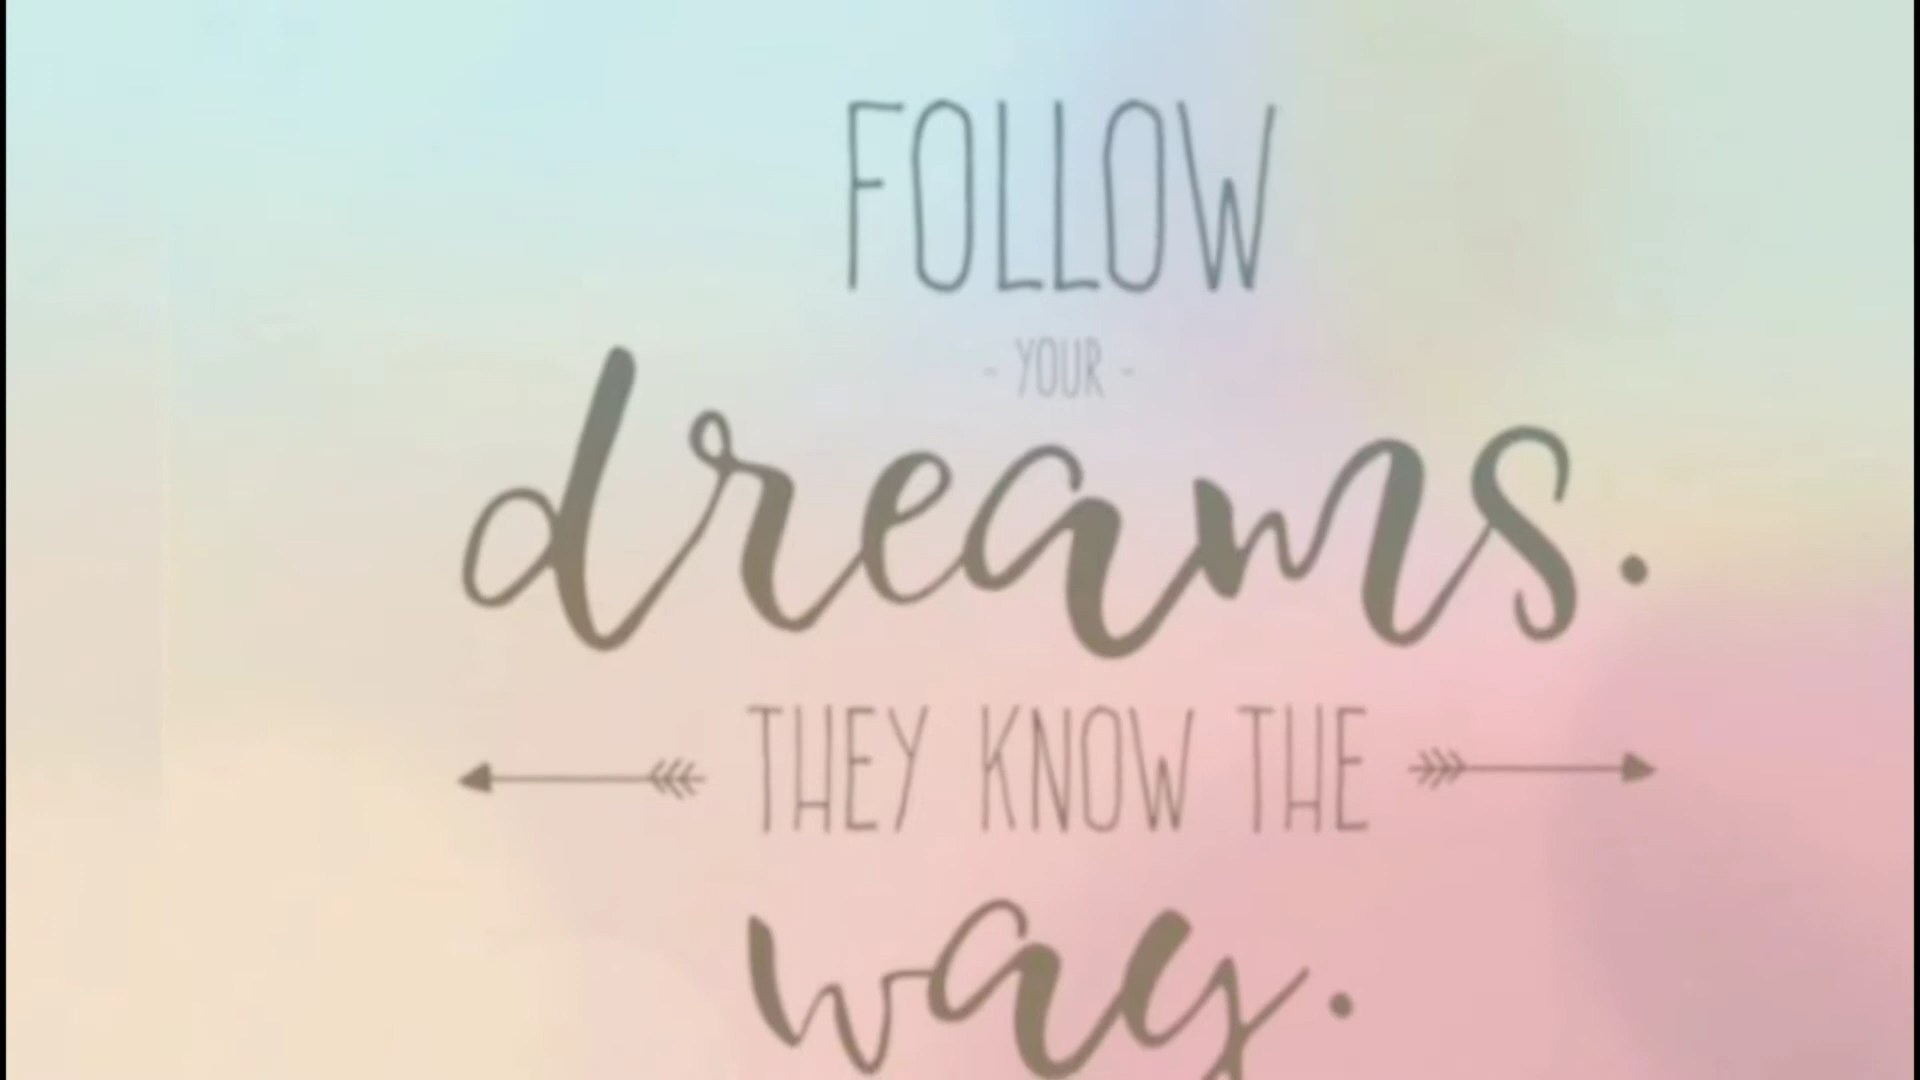 FOLLOW
- YOUR -
dreams.
THEY KNOW THE
way.